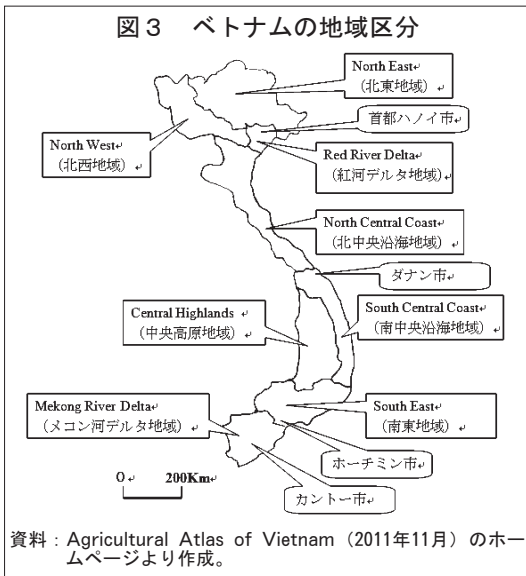 図３　ベトナムの地域区分
North East↵
（北東地域）↵
首都ハノイ市↵
North West↵
（北西地域）↵
Red River Delta↵
（紅河デルタ地域）↵
North Central Coast↵
（北中央沿海地域）↵
ダナン市↵
Central Highlands↵
（中央高原地域）↵
South Central Coast↵
（南中央沿海地域）↵
Mekong River Delta↵
（メコン河デルタ地域）↵
South East↵
（南東地域）↵
ホーチミン市↵
0 200Km↵
カントー市↵
資料：Agricultural Atlas of Vietnam（2011年11月）のホー
ムページより作成。